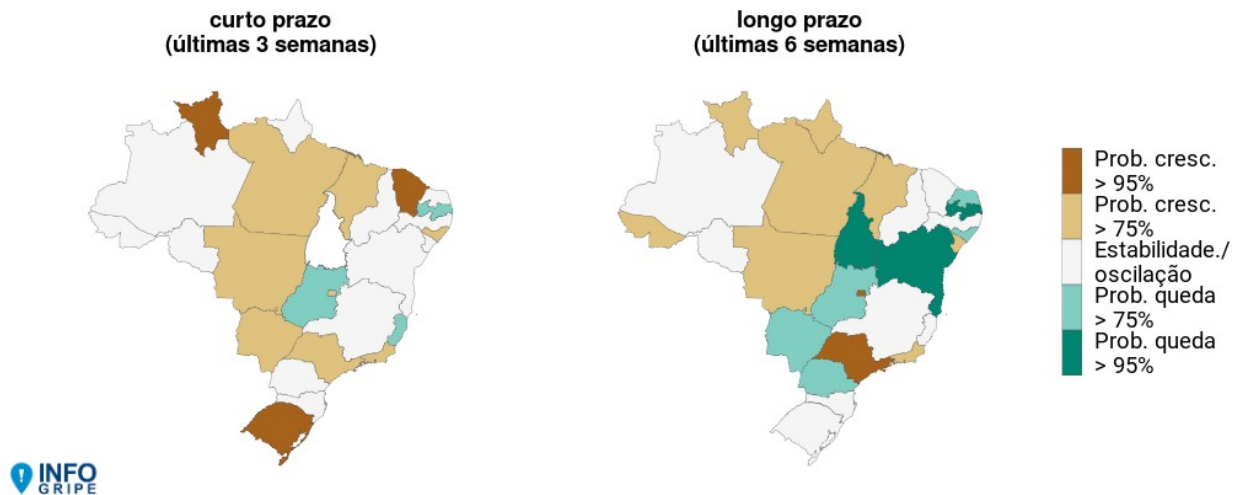 curto prazo
(últimas 3 semanas)
longo prazo
(últimas 6 semanas)
Prob. cresc.
> 95%
Prob. cresc.
> 75%
Estabilidade./
oscilação
Prob. queda
> 75%
Prob. queda
> 95%
INFO
GRIPE